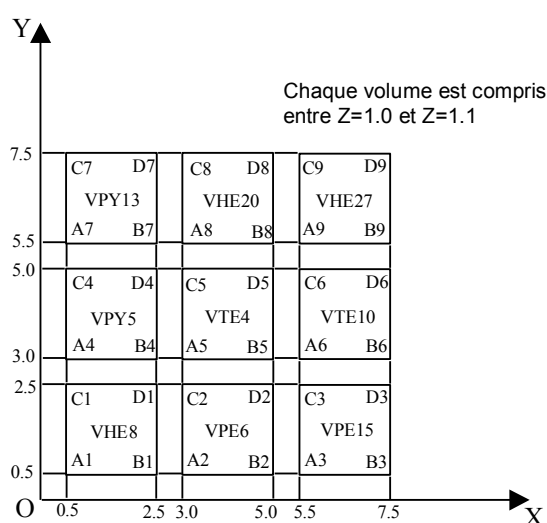 Y
Chaque volume est compris
entre Z=1.0 et Z=1.1
7.5
C7 D7 C8 D8 C9 D9
VPY13 VHE20 VHE27
A7 B7 A8 B8 A9 B9
5.5
5.0
C4 D4 C5 D5 C6 D6
VPY5 VTE4 VTE10
A4 B4 A5 B5 A6 B6
3.0
2.5
C1 D1 C2 D2 C3 D3
VHE8 VPE6 VPE15
A1 B1 A2 B2 A3 B3
0.5
O 0.5 2.5 3.0 5.0 5.5 7.5 X